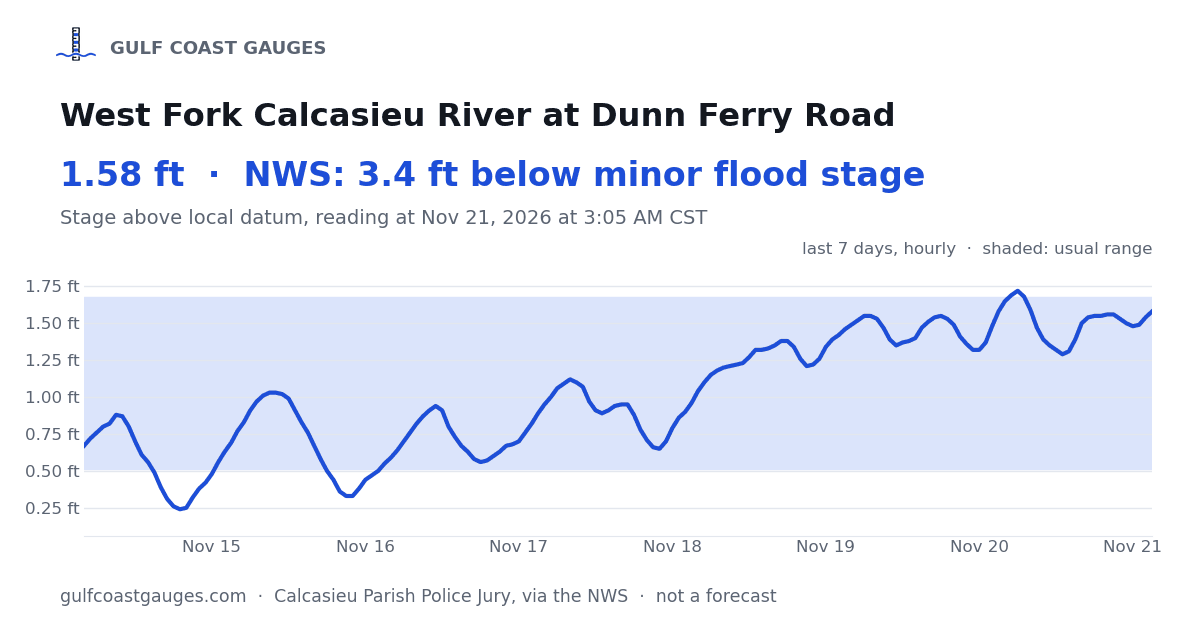 GULF COAST GAUGES
West Fork Calcasieu River at Dunn Ferry Road
1.58 ft · NWS: 3.4 ft below minor flood stage
Stage above local datum, reading at Nov 21, 2026 at 3:05 AM CST
last 7 days, hourly · shaded: usual range
1.75 ft
1.50 ft
1.25 ft
1.00 ft
0.75 ft
0.50 ft
0.25 ft
Nov 15 Nov 16 Nov 17 Nov 18 Nov 19 Nov 20 Nov 21
gulfcoastgauges.com · Calcasieu Parish Police Jury, via the NWS · not a forecast